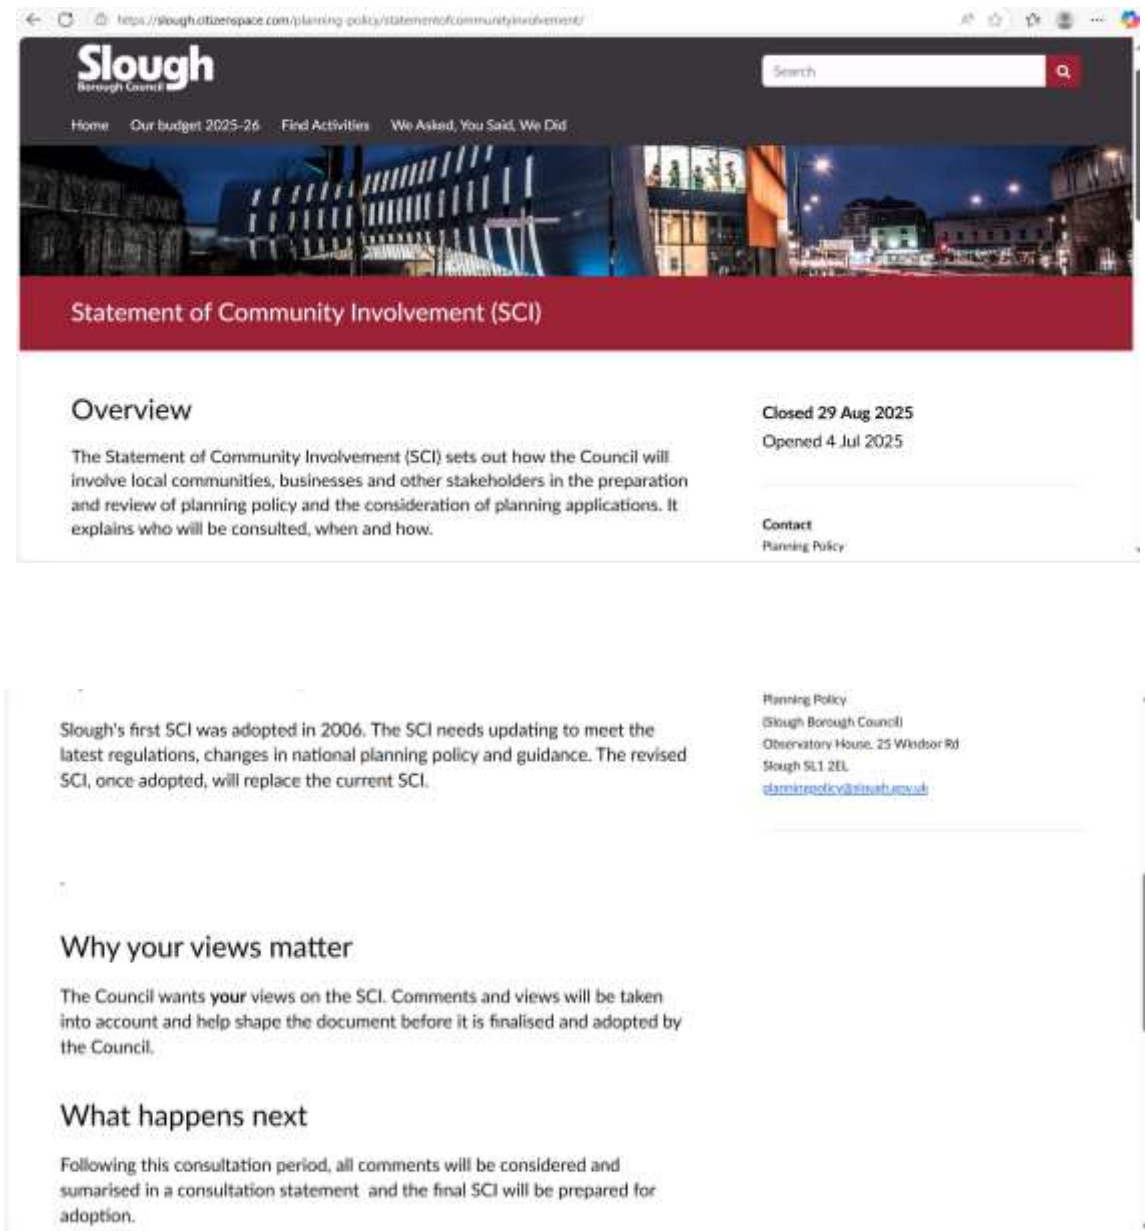 https://slough.citizenspace.com/planning-policy/statementofcommunityinvolvement/
Slough
Borough Council
Search
Home Our budget 2025-26 Find Activities We Asked, You Said, We Did
Statement of Community Involvement (SCI)
Overview
The Statement of Community Involvement (SCI) sets out how the Council will
involve local communities, businesses and other stakeholders in the preparation
and review of planning policy and the consideration of planning applications. It
explains who will be consulted, when and how.
Closed 29 Aug 2025
Opened 4 Jul 2025
Contact
Planning Policy
Slough's first SCI was adopted in 2006. The SCI needs updating to meet the
latest regulations, changes in national planning policy and guidance. The revised
SCI, once adopted, will replace the current SCI.
Planning Policy
(Slough Borough Council)
Observatory House, 25 Windsor Rd
Slough SL1 2EL
planningpolicy@slough.gov.uk
Why your views matter
The Council wants your views on the SCI. Comments and views will be taken
into account and help shape the document before it is finalised and adopted by
the Council.
What happens next
Following this consultation period, all comments will be considered and
sumarised in a consultation statement and the final SCI will be prepared for
adoption.